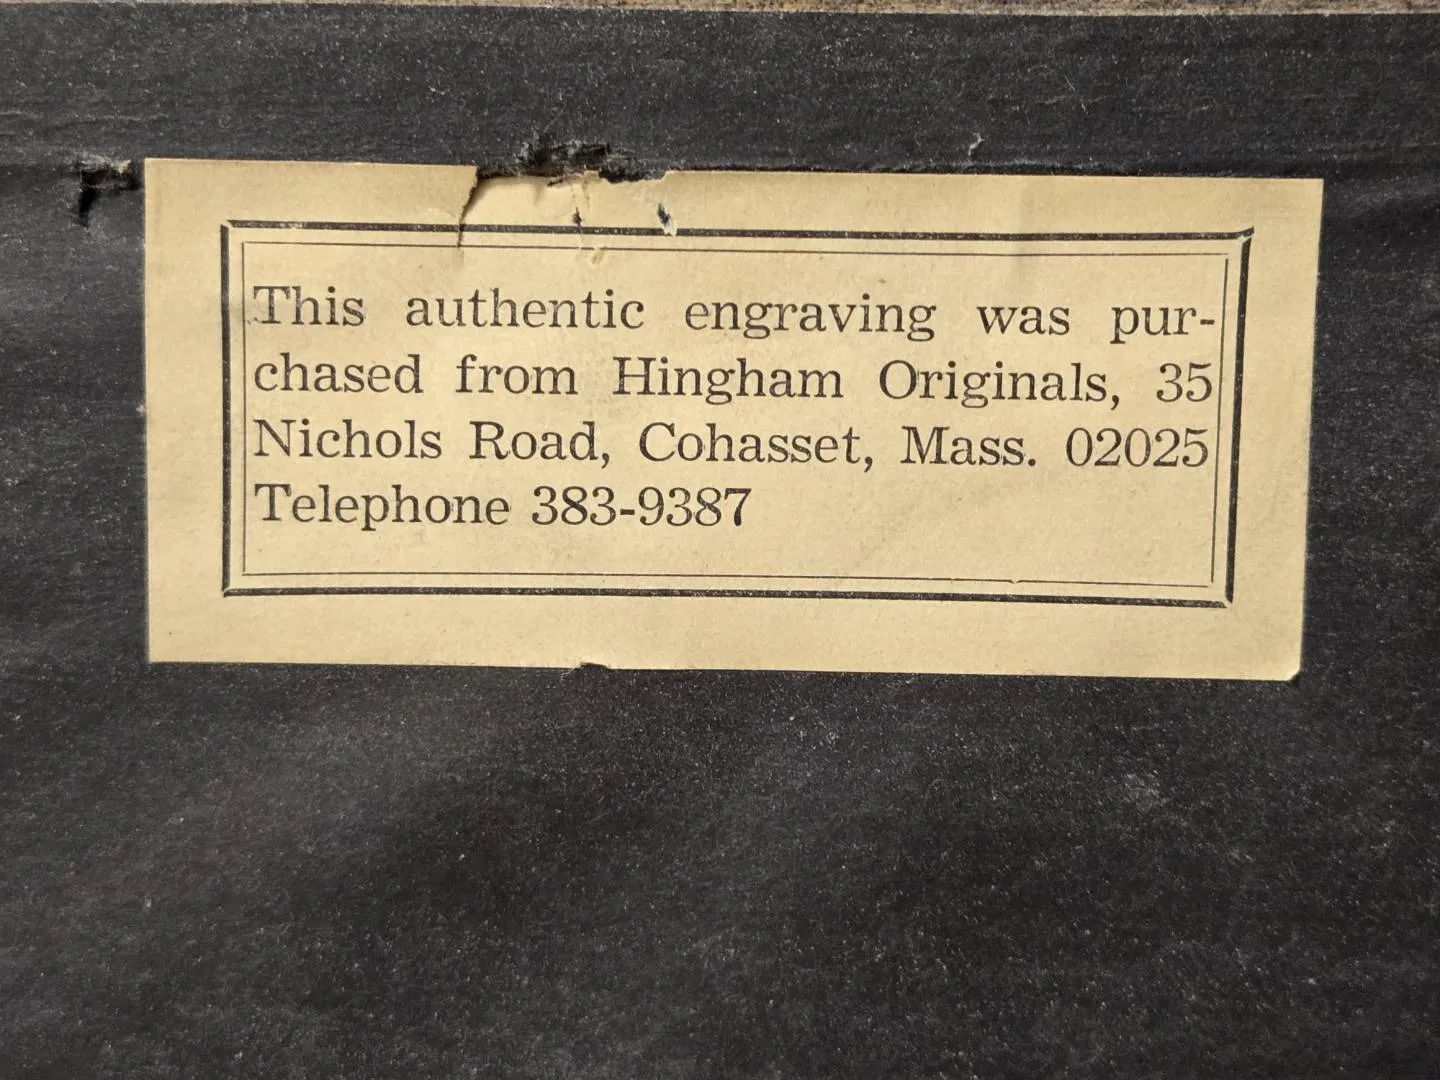 This authentic engraving was pur-
chased from Hingham Originals, 35
Nichols Road, Cohasset, Mass. 02025
Telephone 383-9387